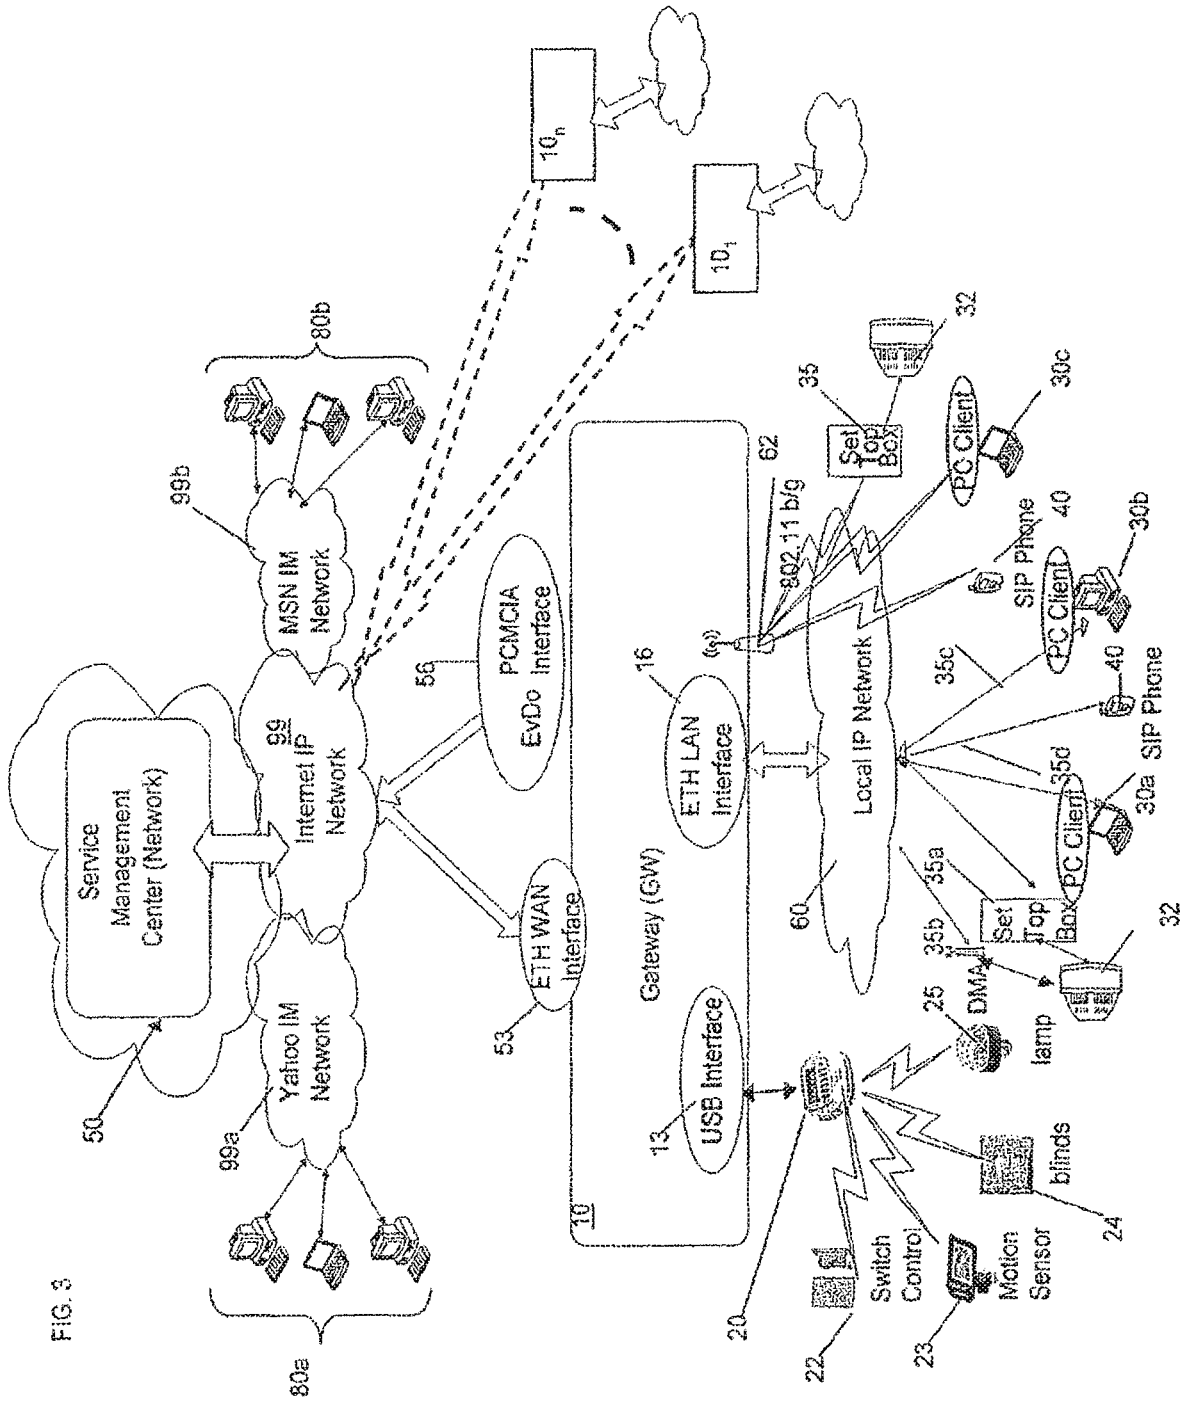 FIG. 3
50
Service
Management
Center (Network)
99a
Yahoo IM
Network
99
Internet IP
Network
99b
MSN IM
Network
80a
80b
53
ETH WAN
Interface
56
PCMCIA
EvDo Interface
10n
101
10
Gateway (GW)
13
USB Interface
16
ETH LAN
Interface
62
802.11 b/g
60
Local IP Network
20
22
Switch
Control
23
Motion
Sensor
24
blinds
25
lamp
35b
DMA
35a
Set
Top
Box
32
PC Client
30a
35d
SIP Phone
40
35c
PC Client
30b
SIP Phone
40
PC Client
30c
35
Set
Top
Box
32